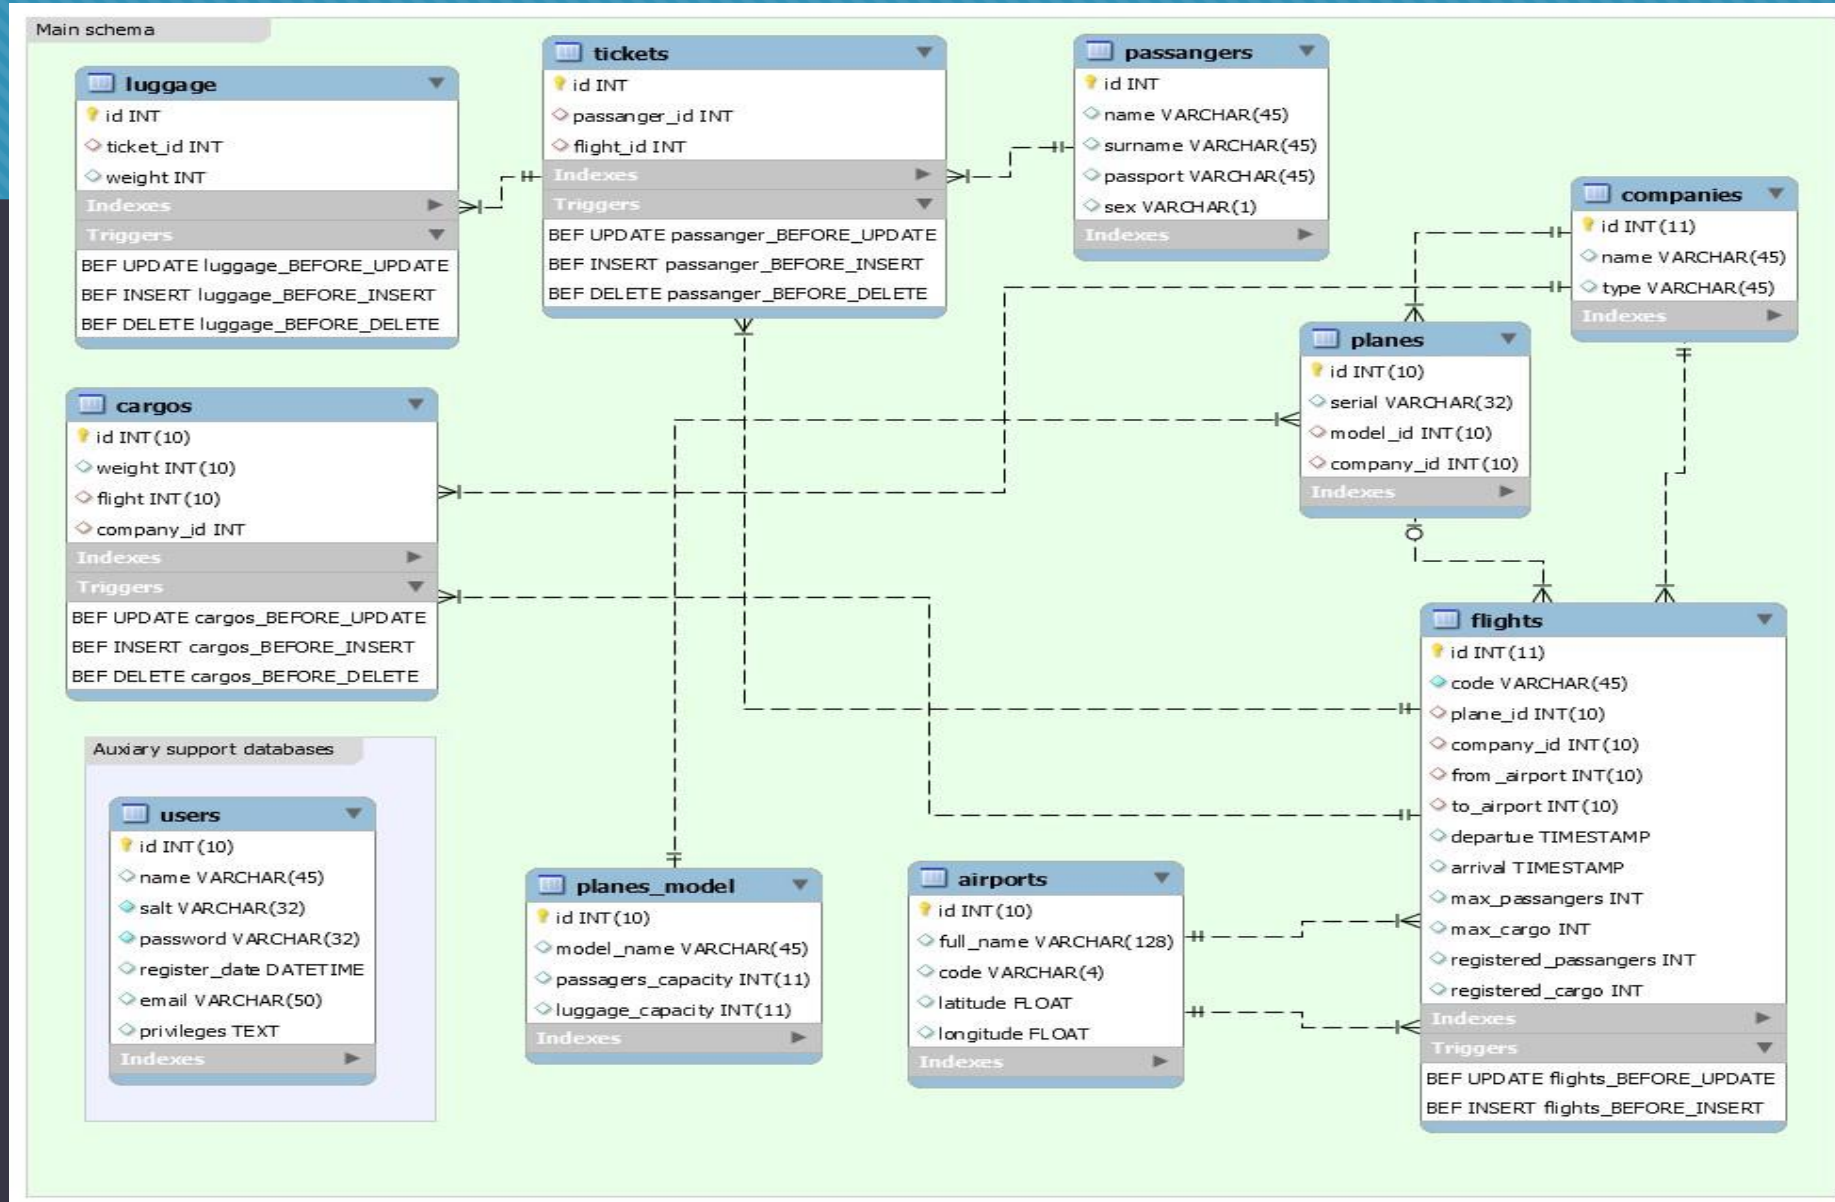 Main schema
luggage
id INT
ticket_id INT
weight INT
Indexes
Triggers
BEF UPDATE luggage_BEFORE_UPDATE
BEF INSERT luggage_BEFORE_INSERT
BEF DELETE luggage_BEFORE_DELETE
tickets
id INT
passanger_id INT
flight_id INT
Indexes
Triggers
BEF UPDATE passanger_BEFORE_UPDATE
BEF INSERT passanger_BEFORE_INSERT
BEF DELETE passanger_BEFORE_DELETE
passangers
id INT
name VARCHAR(45)
surname VARCHAR(45)
passport VARCHAR(45)
sex VARCHAR(1)
Indexes
companies
id INT(11)
name VARCHAR(45)
type VARCHAR(45)
Indexes
planes
id INT(10)
serial VARCHAR(32)
model_id INT(10)
company_id INT(10)
Indexes
cargos
id INT(10)
weight INT(10)
flight INT(10)
company_id INT
Indexes
Triggers
BEF UPDATE cargos_BEFORE_UPDATE
BEF INSERT cargos_BEFORE_INSERT
BEF DELETE cargos_BEFORE_DELETE
flights
id INT(11)
code VARCHAR(45)
plane_id INT(10)
company_id INT(10)
from_airport INT(10)
to_airport INT(10)
departue TIMESTAMP
arrival TIMESTAMP
max_passangers INT
max_cargo INT
registered_passangers INT
registered_cargo INT
Indexes
Triggers
BEF UPDATE flights_BEFORE_UPDATE
BEF INSERT flights_BEFORE_INSERT
Auxiary support databases
users
id INT(10)
name VARCHAR(45)
salt VARCHAR(32)
password VARCHAR(32)
register_date DATETIME
email VARCHAR(50)
privileges TEXT
Indexes
planes_model
id INT(10)
model_name VARCHAR(45)
passagers_capacity INT(11)
luggage_capacity INT(11)
Indexes
airports
id INT(10)
full_name VARCHAR(128)
code VARCHAR(4)
latitude FLOAT
longitude FLOAT
Indexes